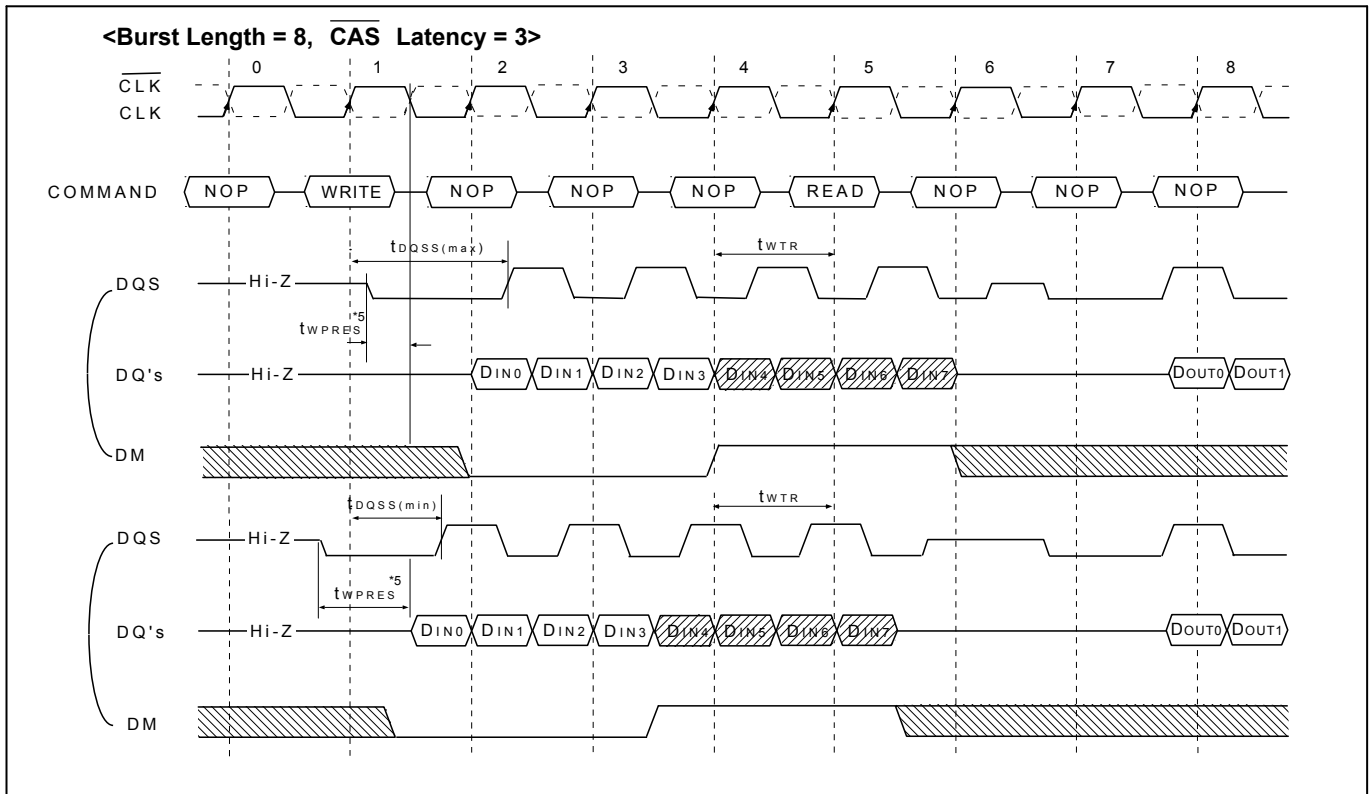 <Burst Length = 8, CAS Latency = 3>
0 1 2 3 4 5 6 7 8
CLK
CLK
COMMAND NOP WRITE NOP NOP NOP READ NOP NOP NOP
tDQSS(max) tWTR
DQS Hi-Z
tWPRES*5
DQ's Hi-Z DIN0 DIN1 DIN2 DIN3 DIN4 DIN5 DIN6 DIN7 DOUT0 DOUT1
DM
tDQSS(min) tWTR
DQS Hi-Z
tWPRES*5
DQ's Hi-Z DIN0 DIN1 DIN2 DIN3 DIN4 DIN5 DIN6 DIN7 DOUT0 DOUT1
DM